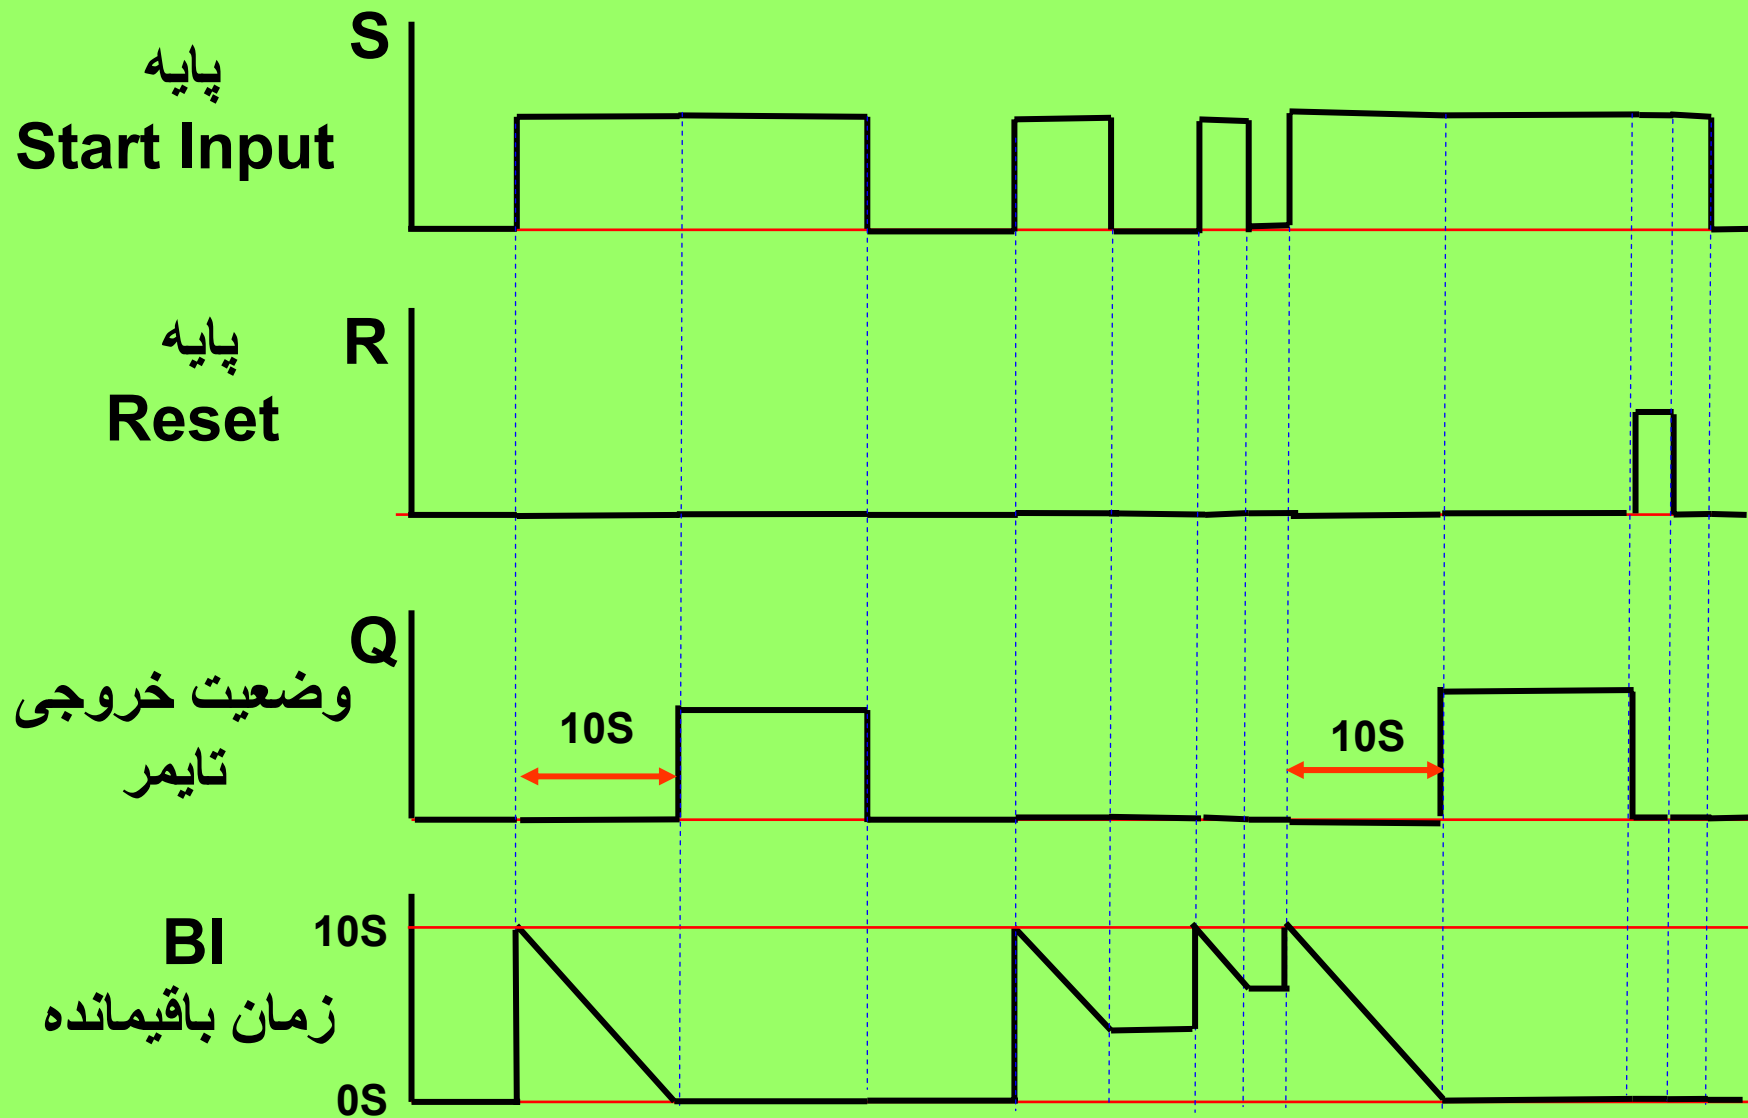 S
پایه
Start Input
R
پایه
Reset
Q
وضعیت خروجی
تایمر
10S
10S
BI
زمان باقیمانده
10S
0S